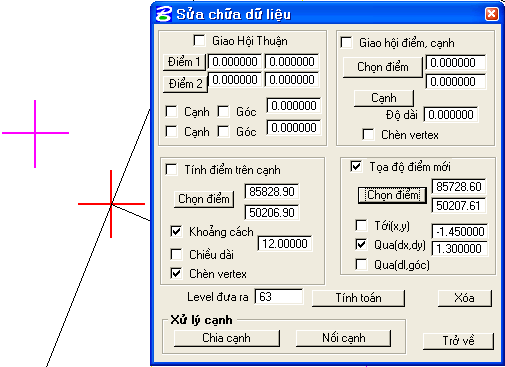 Sửa chữa dữ liệu
Giao Hội Thuận
Điểm 1 0.000000 0.000000
Điểm 2 0.000000 0.000000
Cạnh Góc 0.000000
Cạnh Góc 0.000000
Giao hội điểm, cạnh
Chọn điểm 0.000000
0.000000
Cạnh
Độ dài 0.000000
Chèn vertex
Tính điểm trên cạnh
Chọn điểm 85828.90
50206.90
Khoảng cách 12.00000
Chiều dài
Chèn vertex
Tọa độ điểm mới
Chọn điểm 85728.60
50207.61
Tới(x,y) -1.450000
Qua(dx,dy) 1.300000
Qua(dl,góc)
Level đưa ra 63 Tính toán Xóa
Xử lý cạnh
Chia cạnh Nối cạnh Trở về